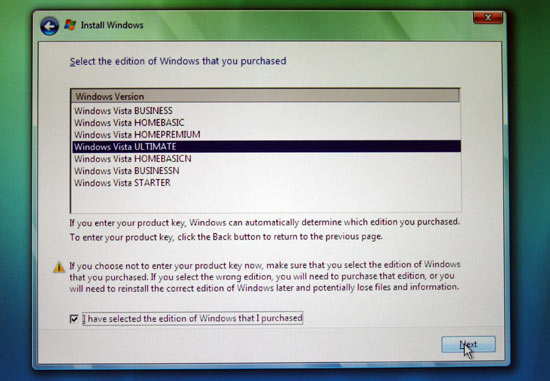 Install Windows
Select the edition of Windows that you purchased
Windows Version
Windows Vista BUSINESS
Windows Vista HOMEBASIC
Windows Vista HOMEPREMIUM
Windows Vista ULTIMATE
Windows Vista HOMEBASICN
Windows Vista BUSINESSN
Windows Vista STARTER
If you enter your product key, Windows can automatically determine which edition you purchased.
To enter your product key, click the Back button to return to the previous page.
If you choose not to enter your product key now, make sure that you select the edition of Windows
that you purchased. If you select the wrong edition, you will need to purchase that edition, or you
will need to reinstall the correct edition of Windows later and potentially lose files and information.
I have selected the edition of Windows that I purchased
Next